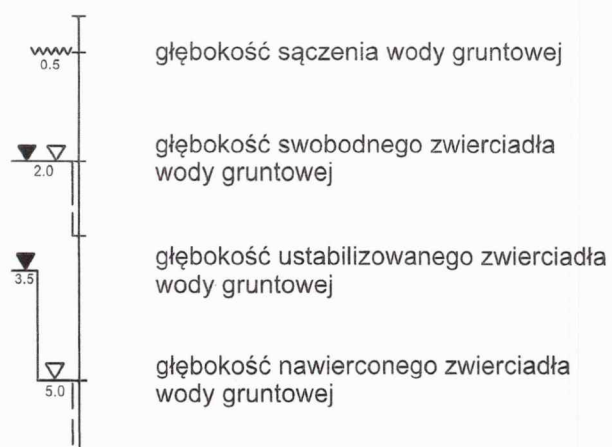 głębokość sączenia wody gruntowej
0.5
głębokość swobodnego zwierciadła
wody gruntowej
2.0
głębokość ustabilizowanego zwierciadła
wody gruntowej
3.5
głębokość nawierconego zwierciadła
wody gruntowej
5.0